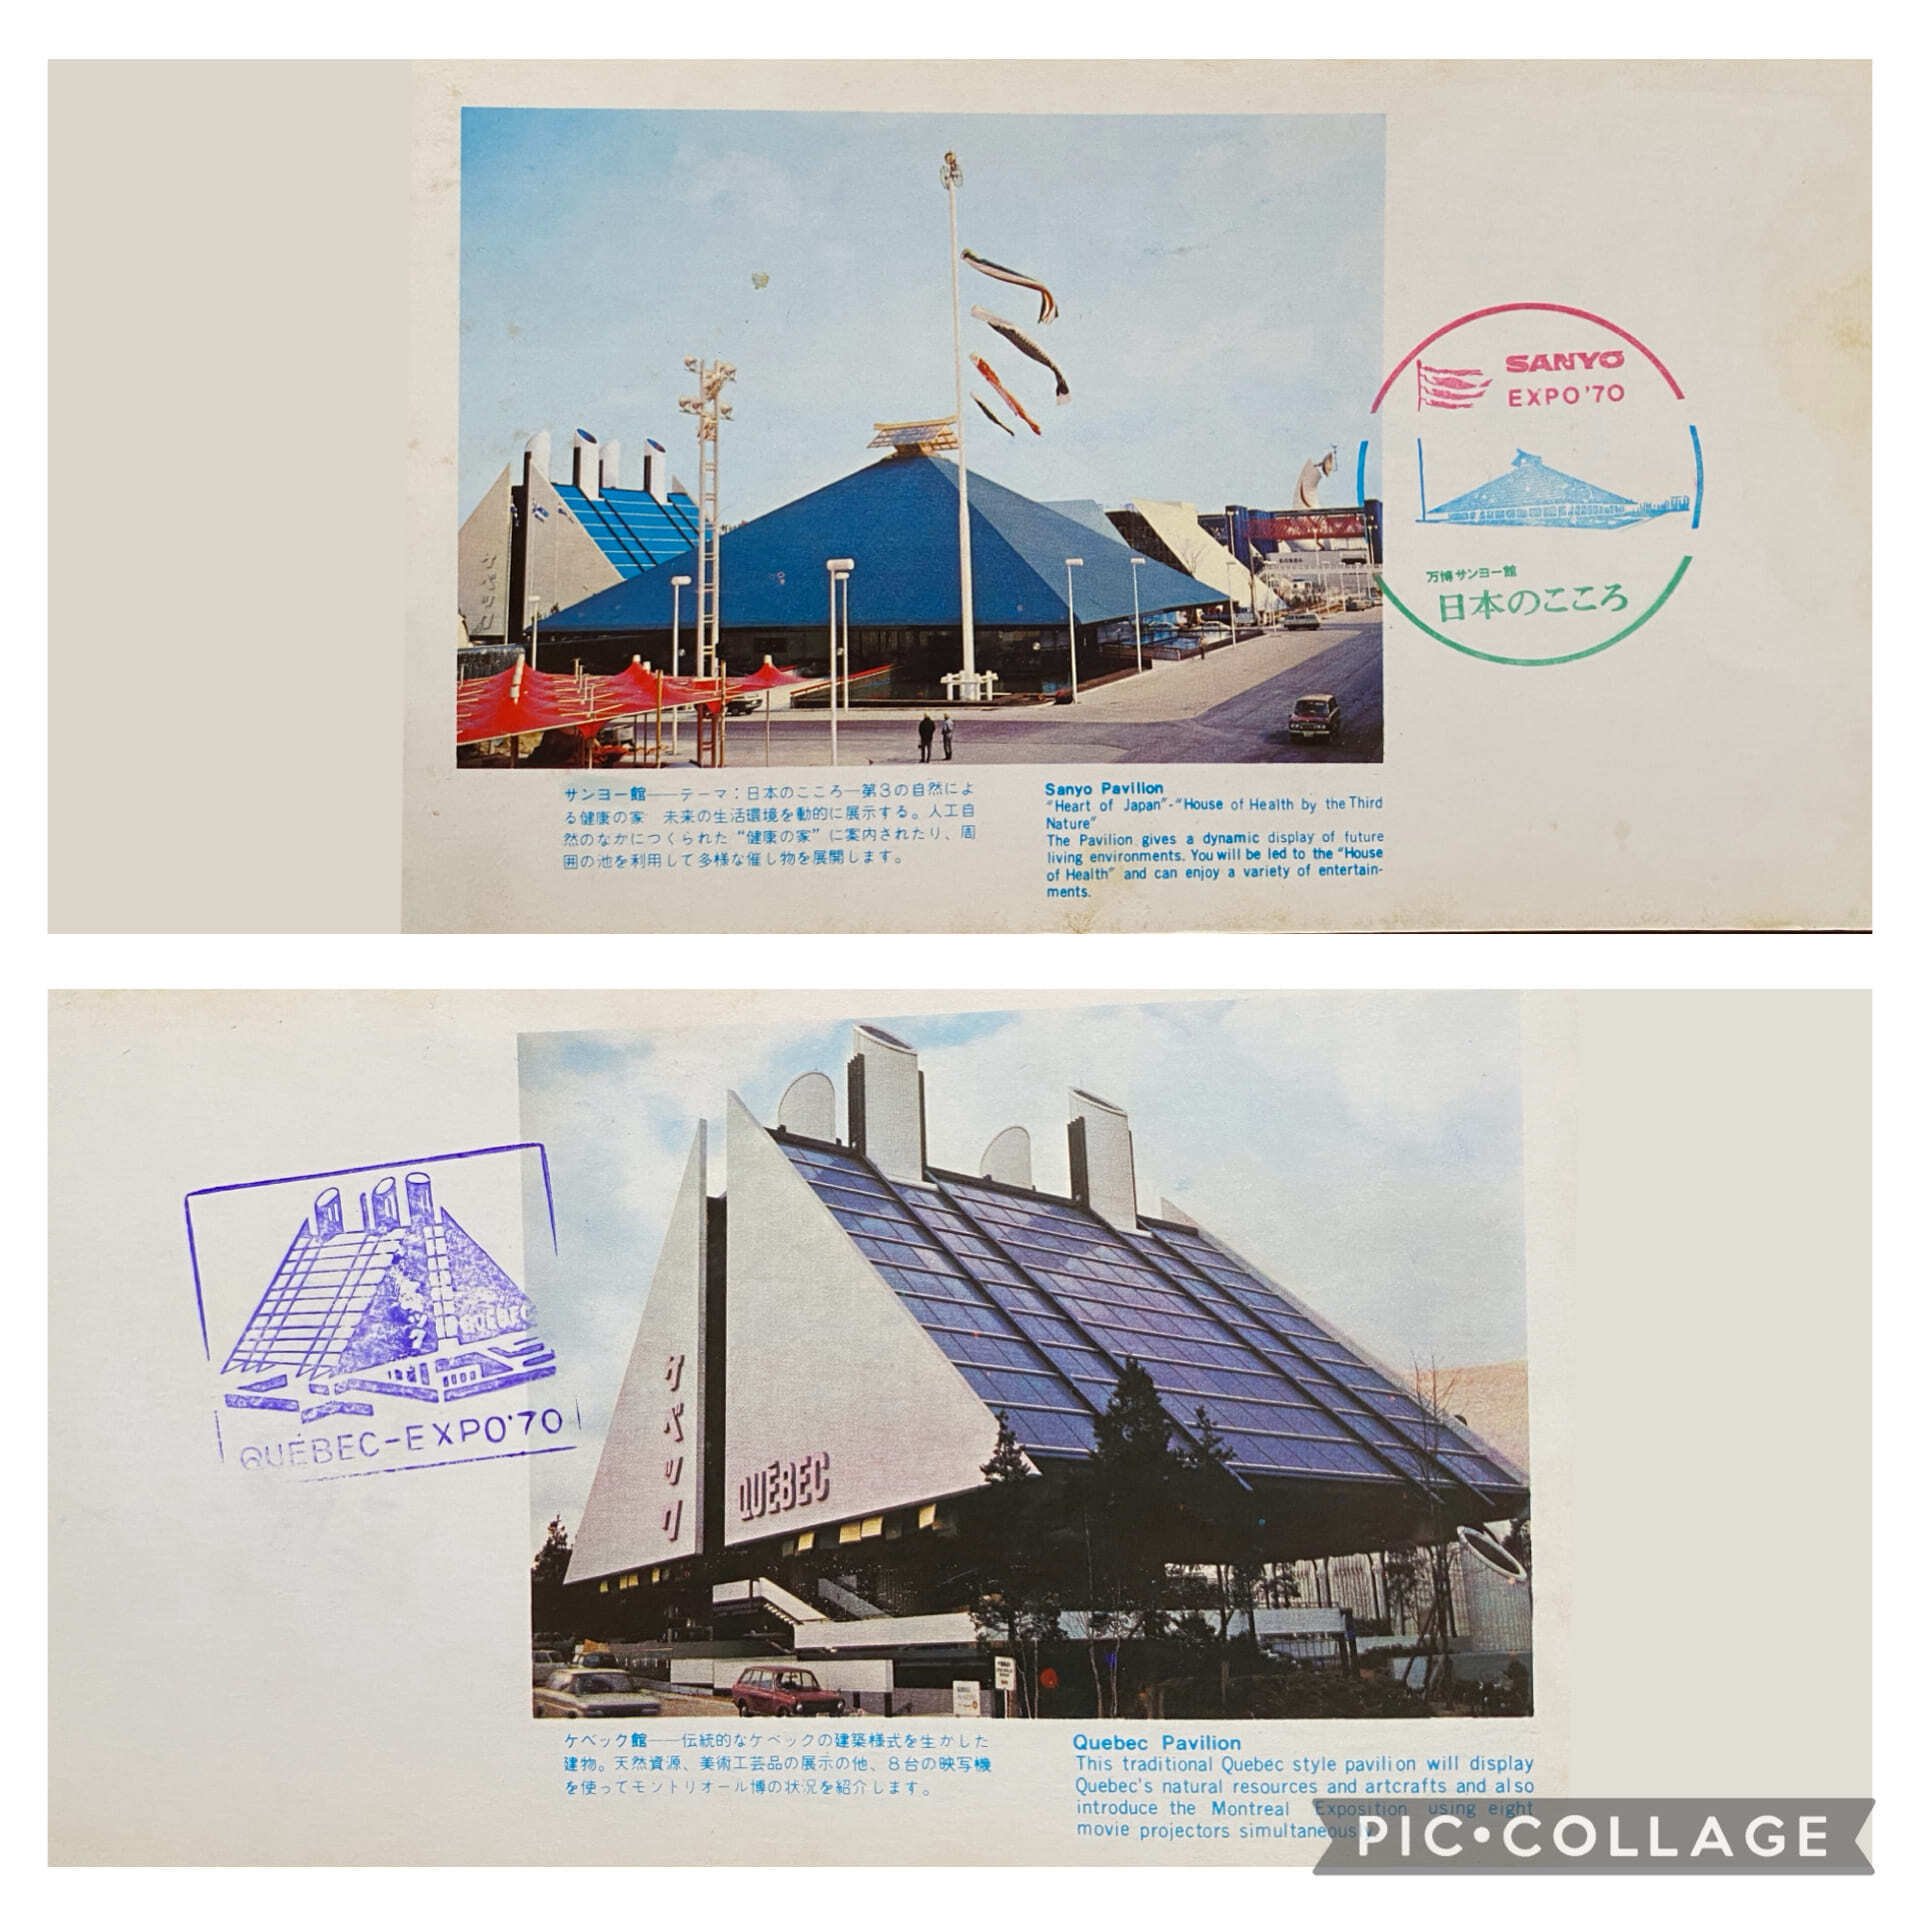 SANYO
EXPO'70
万博サンヨー館
日本のこころ
サンヨー館——テーマ：日本のこころ—第３の自然によ
る健康の家　未来の生活環境を動的に展示する。人工自
然のなかにつくられた“健康の家”に案内されたり、周
囲の池を利用して多様な催し物を展開します。
Sanyo Pavilion
"Heart of Japan"-"House of Health by the Third
Nature"
The Pavilion gives a dynamic display of future
living environments. You will be led to the "House
of Health" and can enjoy a variety of entertain-
ments.
QUÉBEC
QUÉBEC-EXPO'70
ケベック
QUÉBEC
ケベック館——伝統的なケベックの建築様式を生かした
建物。天然資源、美術工芸品の展示の他、８台の映写機
を使ってモントリオール博の状況を紹介します。
Quebec Pavilion
This traditional Quebec style pavilion will display
Quebec's natural resources and artcrafts and also
introduce the Montreal Exposition using eight
movie projectors simultaneously
PIC•COLLAGE